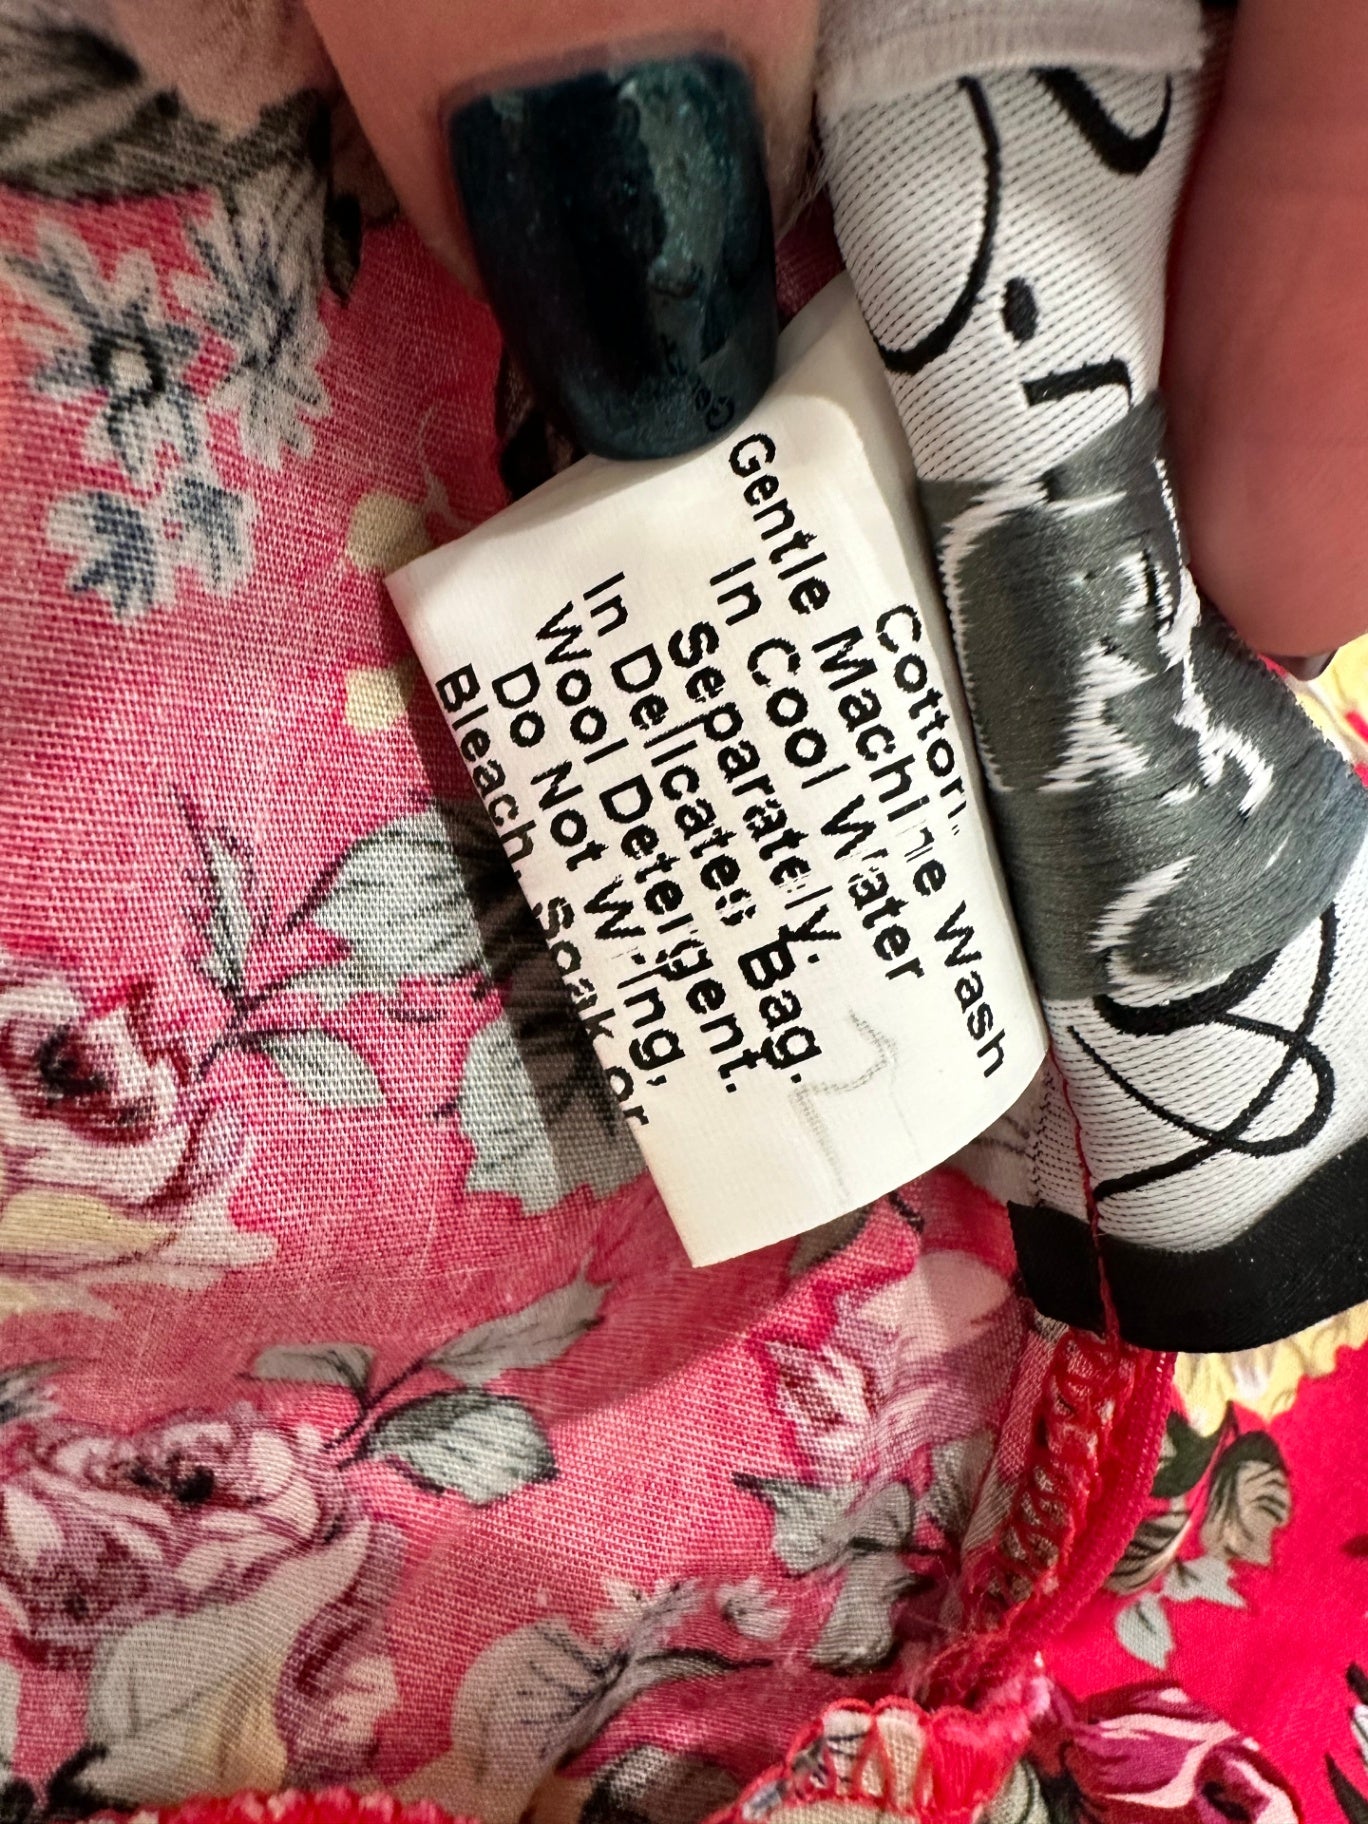 Cotton.
Gentle Machine Wash
In Cool Water
Separately.
In Delicates Bag.
Wool Detergent.
Do Not Wring,
Bleach, Soak or